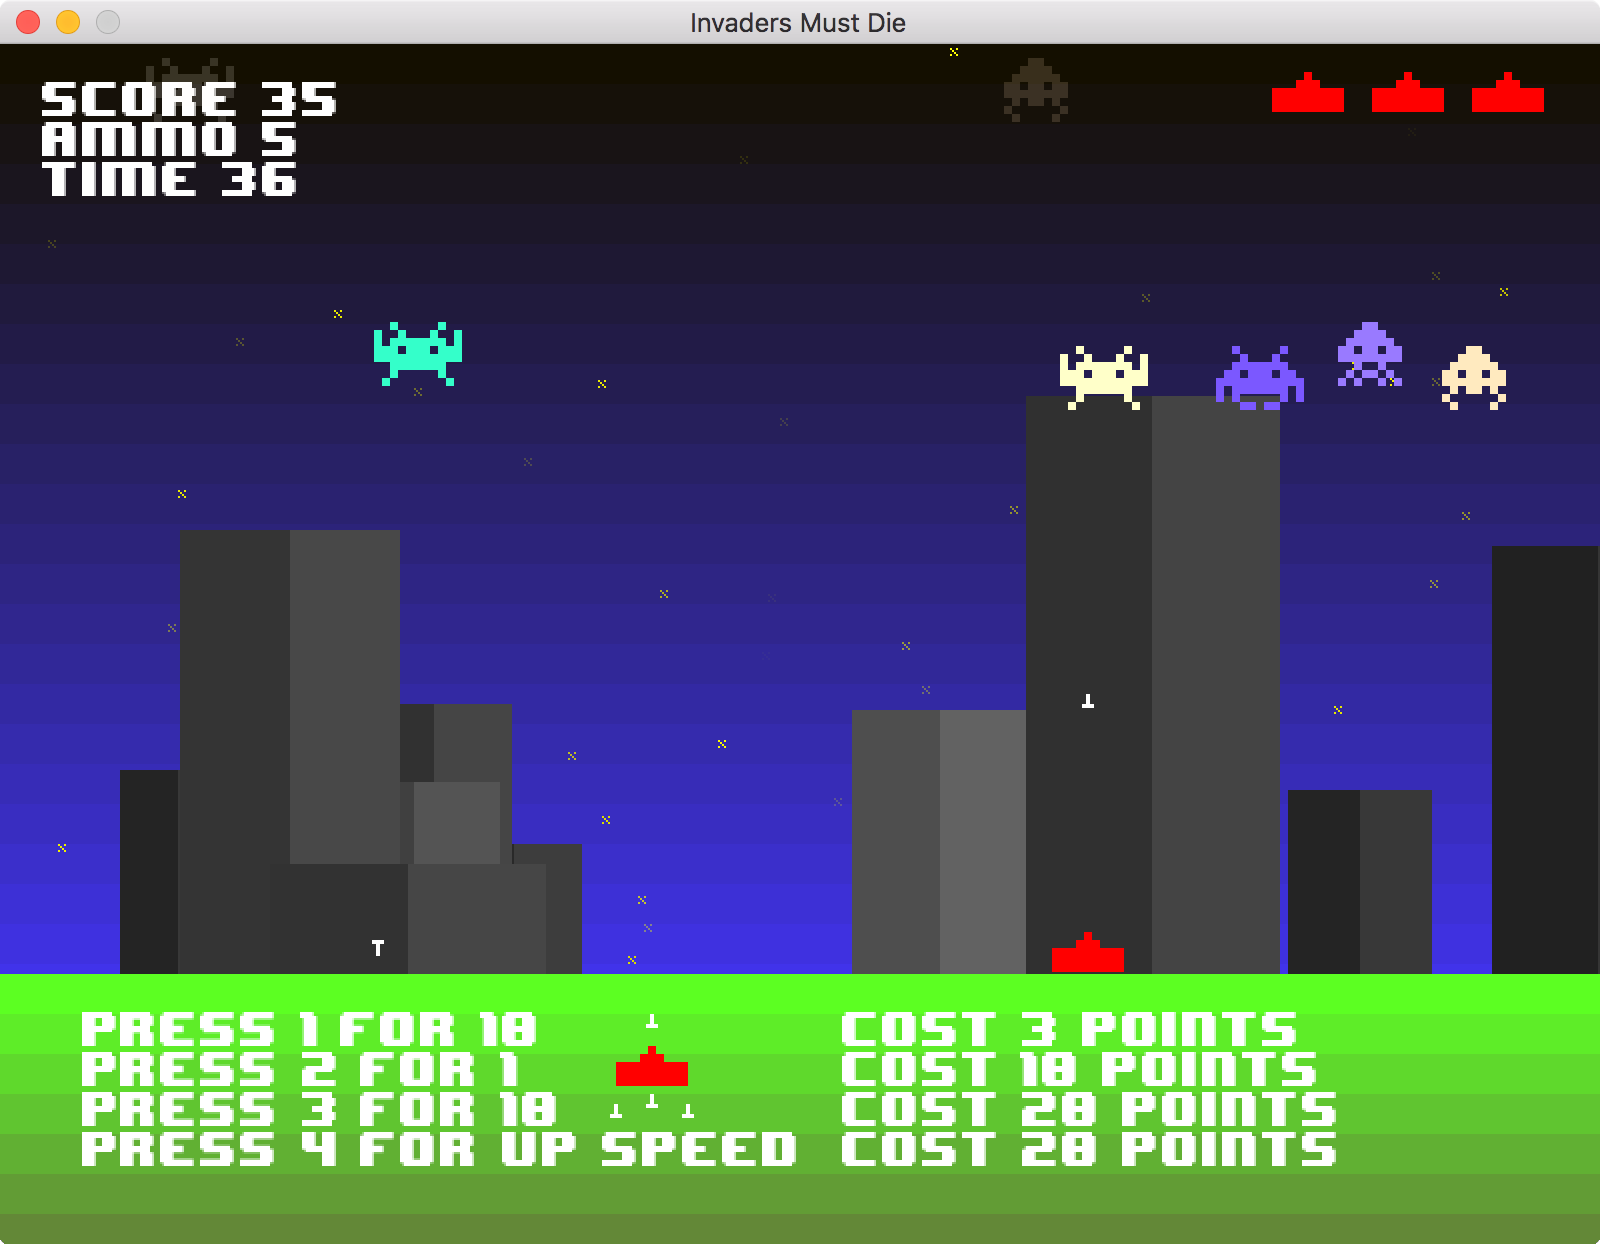 Invaders Must Die
SCORE 35
AMMO 5
TIME 36
PRESS 1 FOR 10 COST 3 POINTS
PRESS 2 FOR 1 COST 10 POINTS
PRESS 3 FOR 10 COST 20 POINTS
PRESS 4 FOR UP SPEED COST 20 POINTS